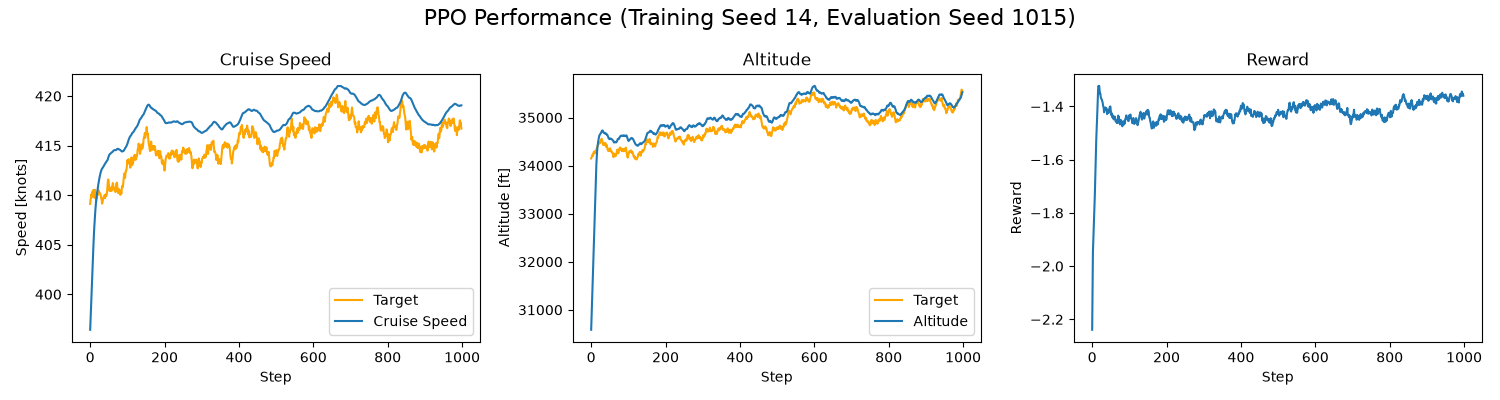 PPO Performance (Training Seed 14, Evaluation Seed 1015)
Cruise Speed
Speed [knots]
420
415
410
405
400
0 200 400 600 800 1000
Step
Target
Cruise Speed
Altitude
Altitude [ft]
35000
34000
33000
32000
31000
0 200 400 600 800 1000
Step
Target
Altitude
Reward
Reward
−1.4
−1.6
−1.8
−2.0
−2.2
0 200 400 600 800 1000
Step